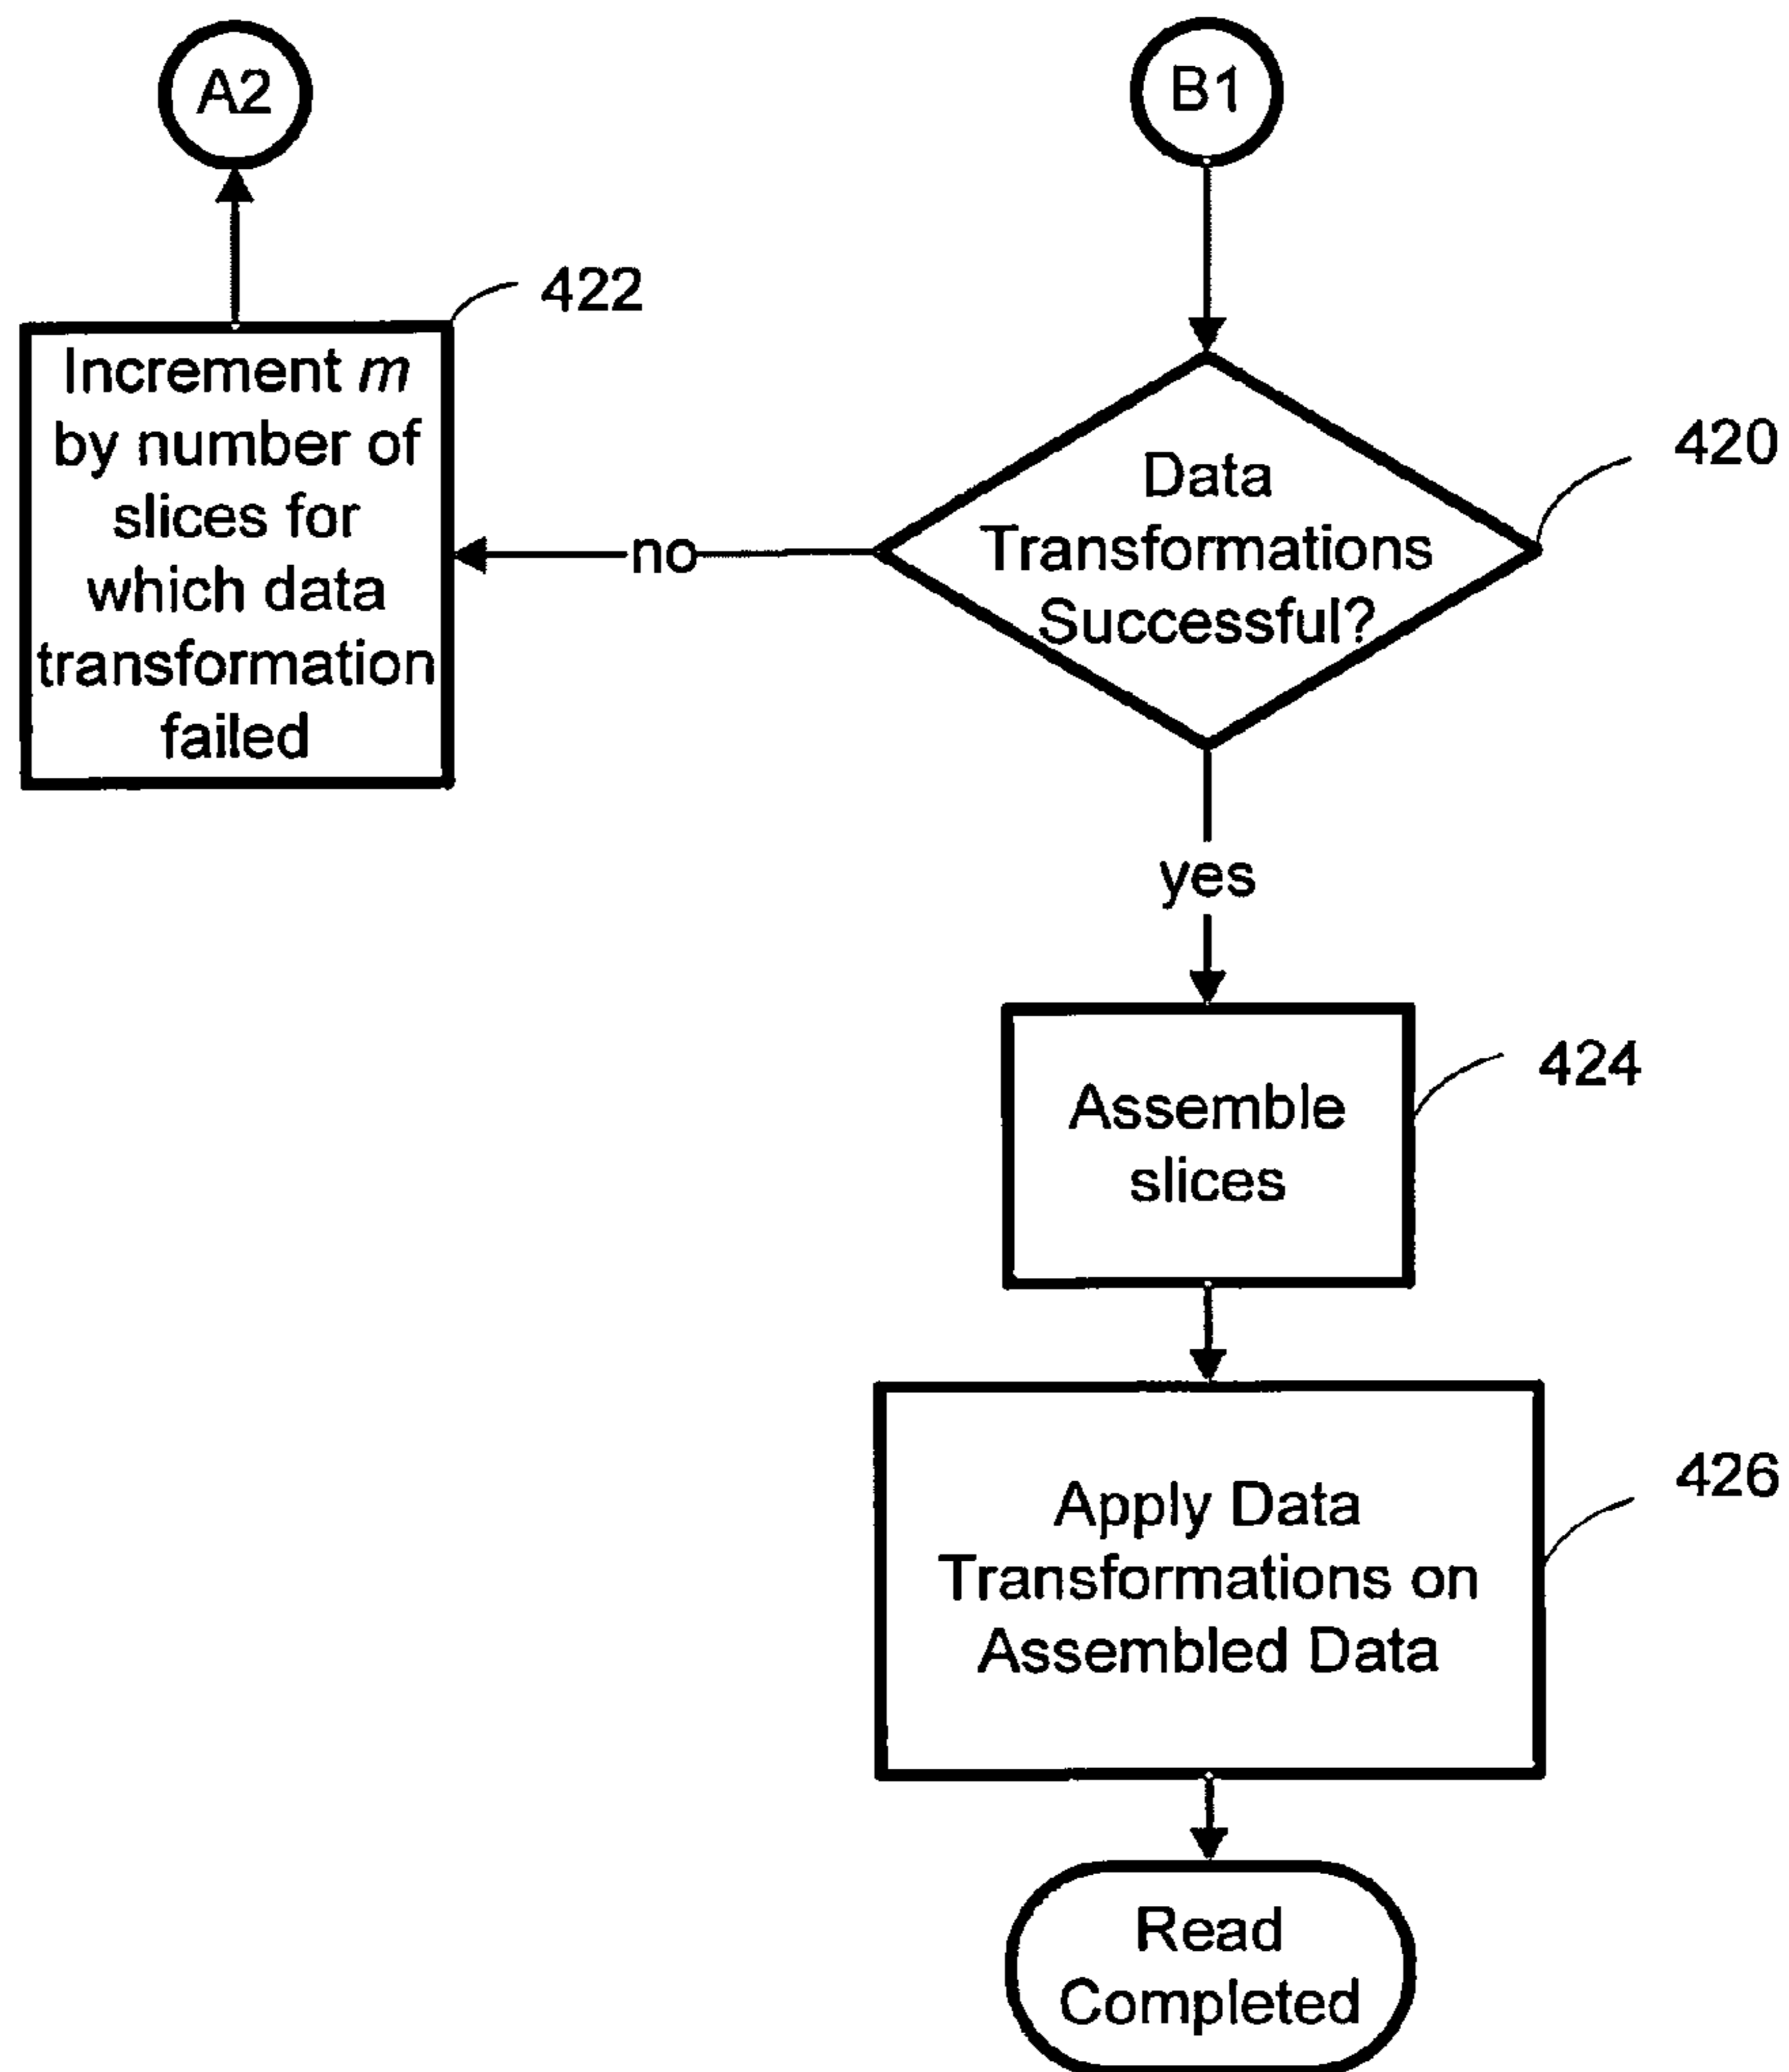 A2
B1
422
Increment m
by number of
slices for
which data
transformation
failed
420
Data
Transformations
Successful?
no
yes
424
Assemble
slices
426
Apply Data
Transformations on
Assembled Data
Read
Completed